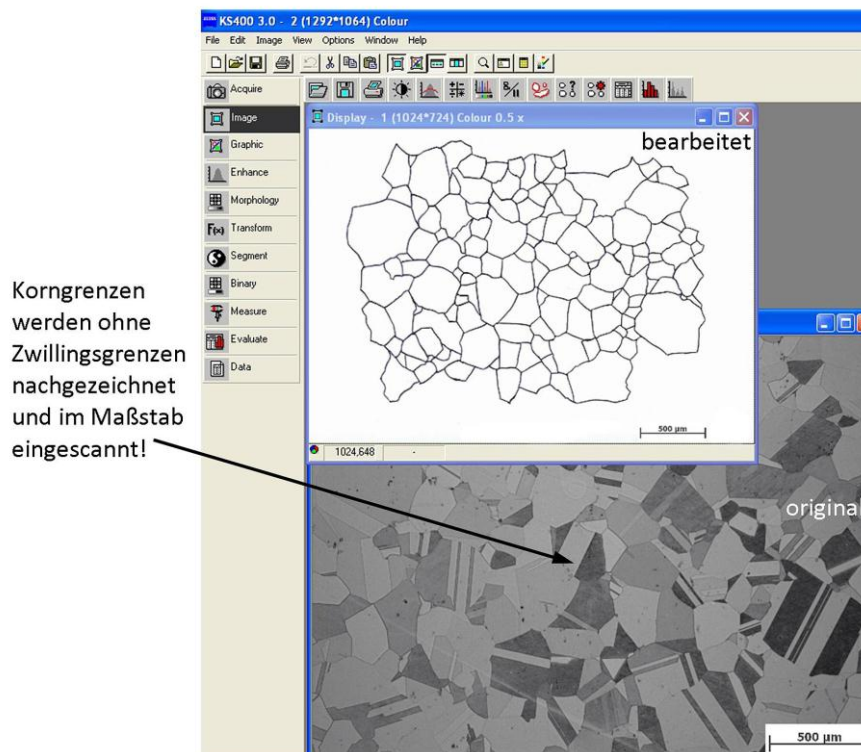 KS400 3.0 - 2 (1292*1064) Colour
File Edit Image View Options Window Help
Acquire
Image
Graphic
Enhance
Morphology
F(x) Transform
Segment
Binary
Measure
Evaluate
Data
Display - 1 (1024*724) Colour 0.5 x
bearbeitet
500 µm
1024,648 -
Korngrenzen
werden ohne
Zwillingsgrenzen
nachgezeichnet
und im Maßstab
eingescannt!
original
500 µm